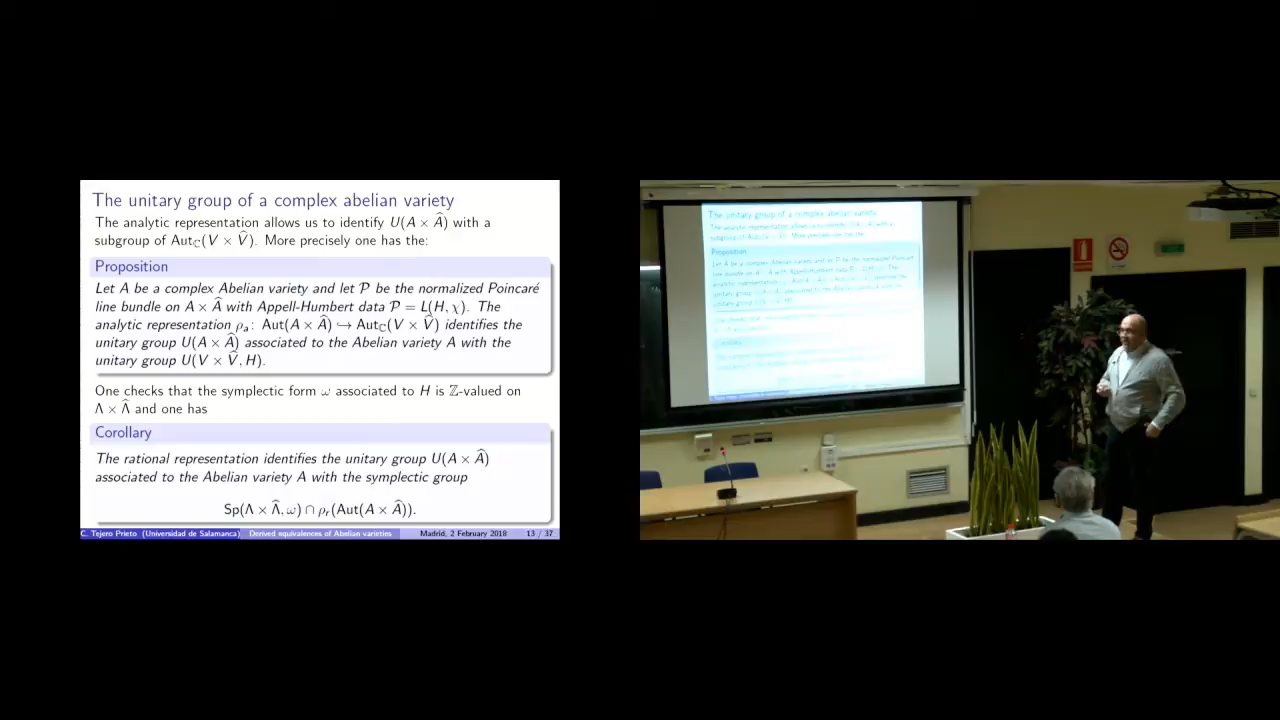 The unitary group of a complex abelian variety
The analytic representation allows us to identify U(A × Â) with a
subgroup of Aut_ℂ(V × V̂). More precisely one has the:
Proposition
Let A be a complex Abelian variety and let 𝒫 be the normalized Poincaré
line bundle on A × Â with Appell-Humbert data 𝒫 = L(H, χ). The
analytic representation ρ_a: Aut(A × Â) ↪ Aut_ℂ(V × V̂) identifies the
unitary group U(A × Â) associated to the Abelian variety A with the
unitary group U(V × V̂, H).
One checks that the symplectic form ω associated to H is ℤ-valued on
Λ × Λ̂ and one has
Corollary
The rational representation identifies the unitary group U(A × Â)
associated to the Abelian variety A with the symplectic group
Sp(Λ × Λ̂, ω) ∩ ρ_r(Aut(A × Â)).
C. Tejero Prieto (Universidad de Salamanca) Derived equivalences of Abelian varieties Madrid, 2 February 2018 13 / 37
The unitary group of a complex abelian variety
Proposition